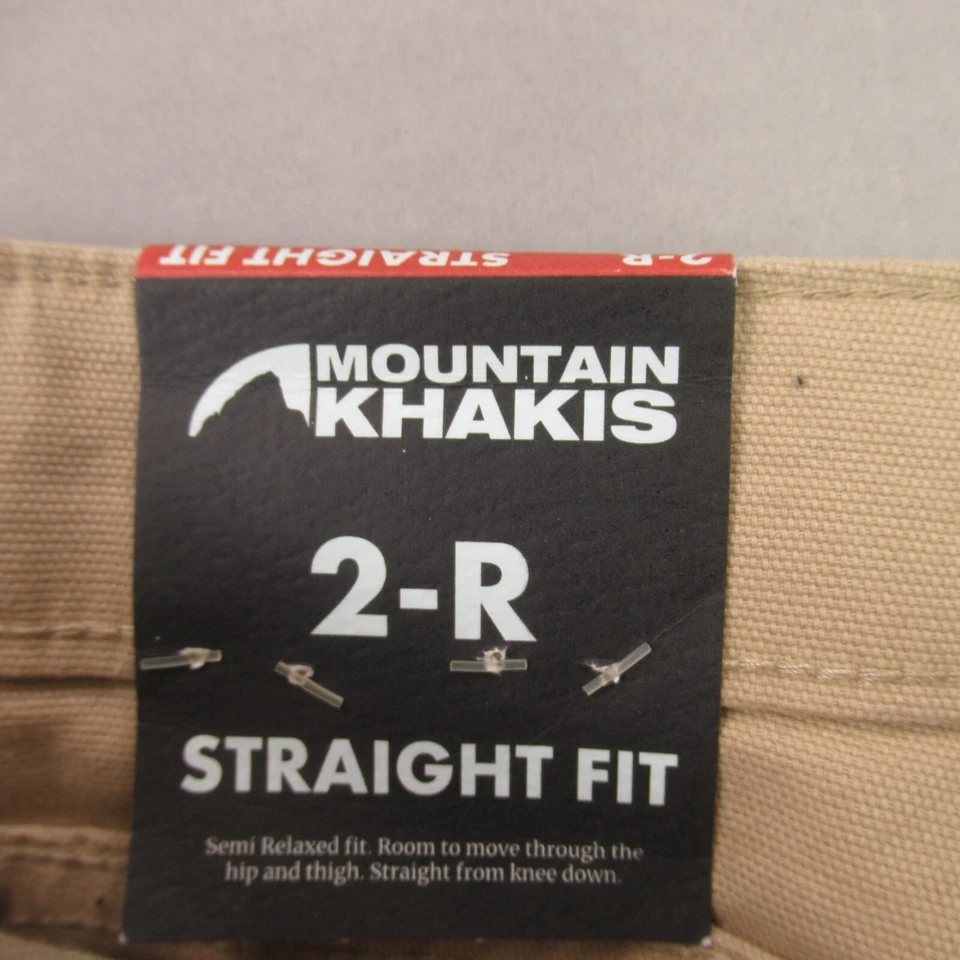 STRAIGHT FIT 2-R
MOUNTAIN
KHAKIS
2-R
STRAIGHT FIT
Semi Relaxed fit. Room to move through the
hip and thigh. Straight from knee down.